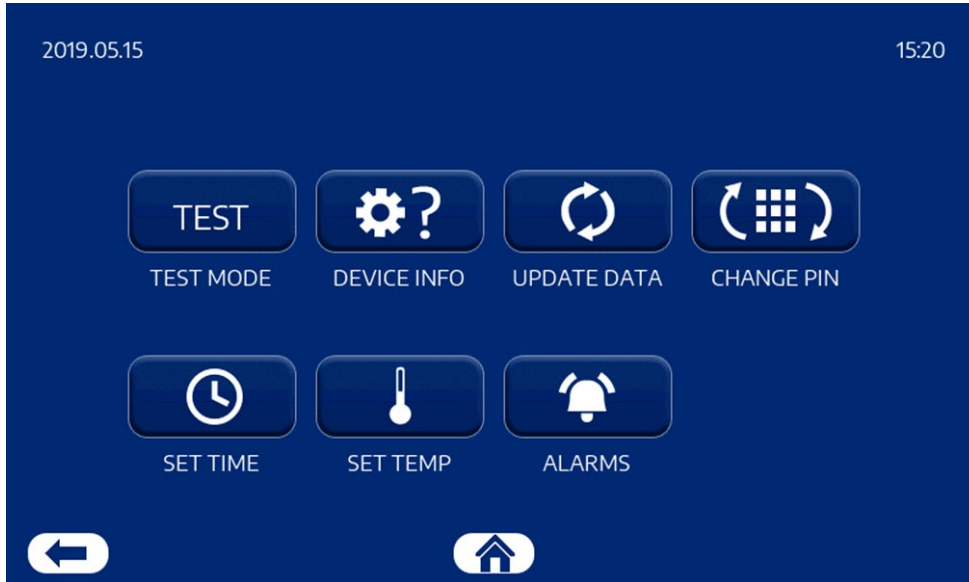 2019.05.15 15:20
TEST
TEST MODE DEVICE INFO UPDATE DATA CHANGE PIN
SET TIME SET TEMP ALARMS